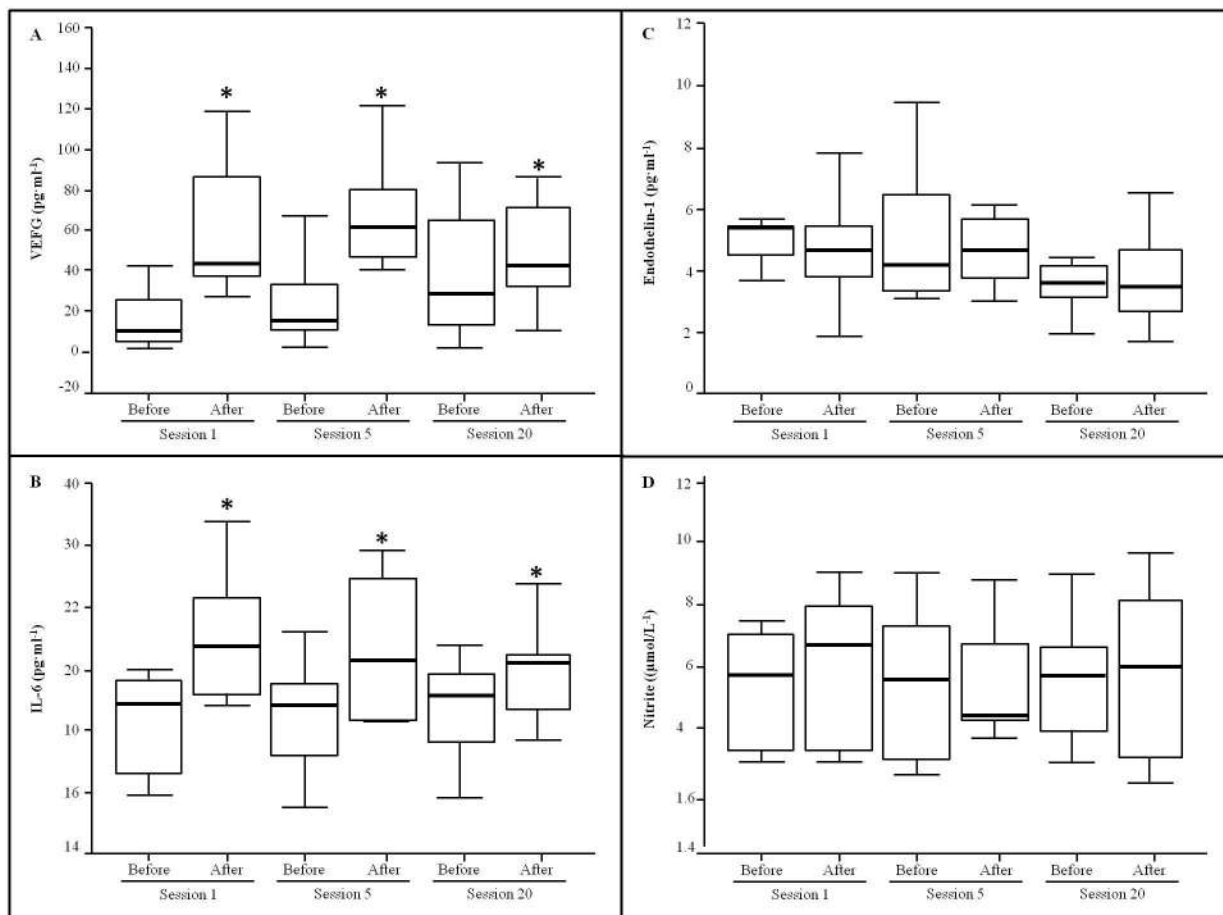 A
160
140
*
*
120
100
*
80
60
40
20
0
-20
VEFG (pg·ml⁻¹)
Before After Before After Before After
Session 1 Session 5 Session 20
C
12
10
8
6
4
2
0
Endothelin-1 (pg·ml⁻¹)
Before After Before After Before After
Session 1 Session 5 Session 20
B
40
*
30
*
*
22
20
10
16
14
IL-6 (pg·ml⁻¹)
Before After Before After Before After
Session 1 Session 5 Session 20
D
12
10
8
6
4
1.6
1.4
Nitrite ((μmol/L⁻¹)
Before After Before After Before After
Session 1 Session 5 Session 20